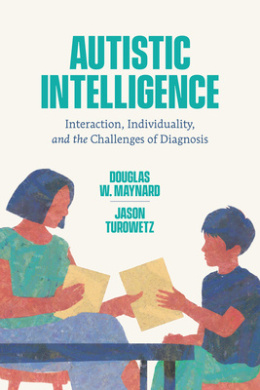 AUTISTIC
INTELLIGENCE
Interaction, Individuality,
and the Challenges of Diagnosis
DOUGLAS
W. MAYNARD
JASON
TUROWETZ